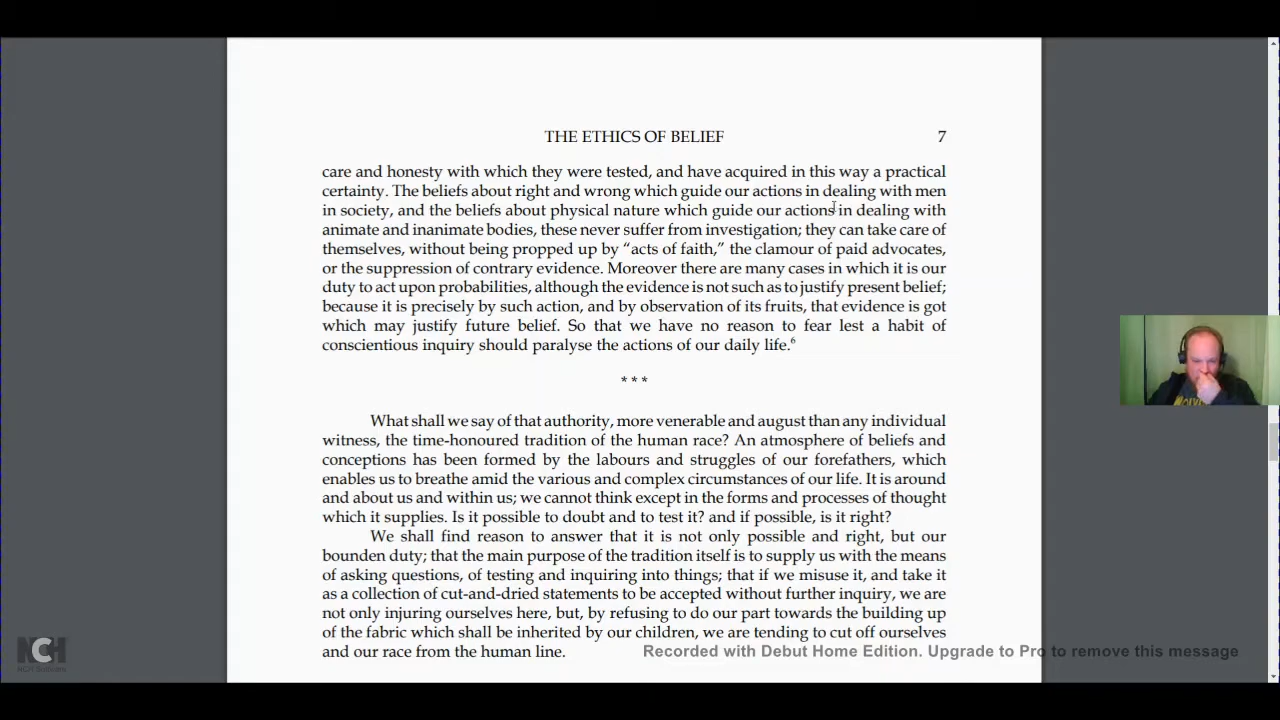 THE ETHICS OF BELIEF 7
care and honesty with which they were tested, and have acquired in this way a practical
certainty. The beliefs about right and wrong which guide our actions in dealing with men
in society, and the beliefs about physical nature which guide our actions in dealing with
animate and inanimate bodies, these never suffer from investigation; they can take care of
themselves, without being propped up by “acts of faith,” the clamour of paid advocates,
or the suppression of contrary evidence. Moreover there are many cases in which it is our
duty to act upon probabilities, although the evidence is not such as to justify present belief;
because it is precisely by such action, and by observation of its fruits, that evidence is got
which may justify future belief. So that we have no reason to fear lest a habit of
conscientious inquiry should paralyse the actions of our daily life.⁶
* * *
What shall we say of that authority, more venerable and august than any individual
witness, the time-honoured tradition of the human race? An atmosphere of beliefs and
conceptions has been formed by the labours and struggles of our forefathers, which
enables us to breathe amid the various and complex circumstances of our life. It is around
and about us and within us; we cannot think except in the forms and processes of thought
which it supplies. Is it possible to doubt and to test it? and if possible, is it right?
We shall find reason to answer that it is not only possible and right, but our
bounden duty; that the main purpose of the tradition itself is to supply us with the means
of asking questions, of testing and inquiring into things; that if we misuse it, and take it
as a collection of cut-and-dried statements to be accepted without further inquiry, we are
not only injuring ourselves here, but, by refusing to do our part towards the building up
of the fabric which shall be inherited by our children, we are tending to cut off ourselves
and our race from the human line.
Recorded with Debut Home Edition. Upgrade to Pro to remove this message
NCH